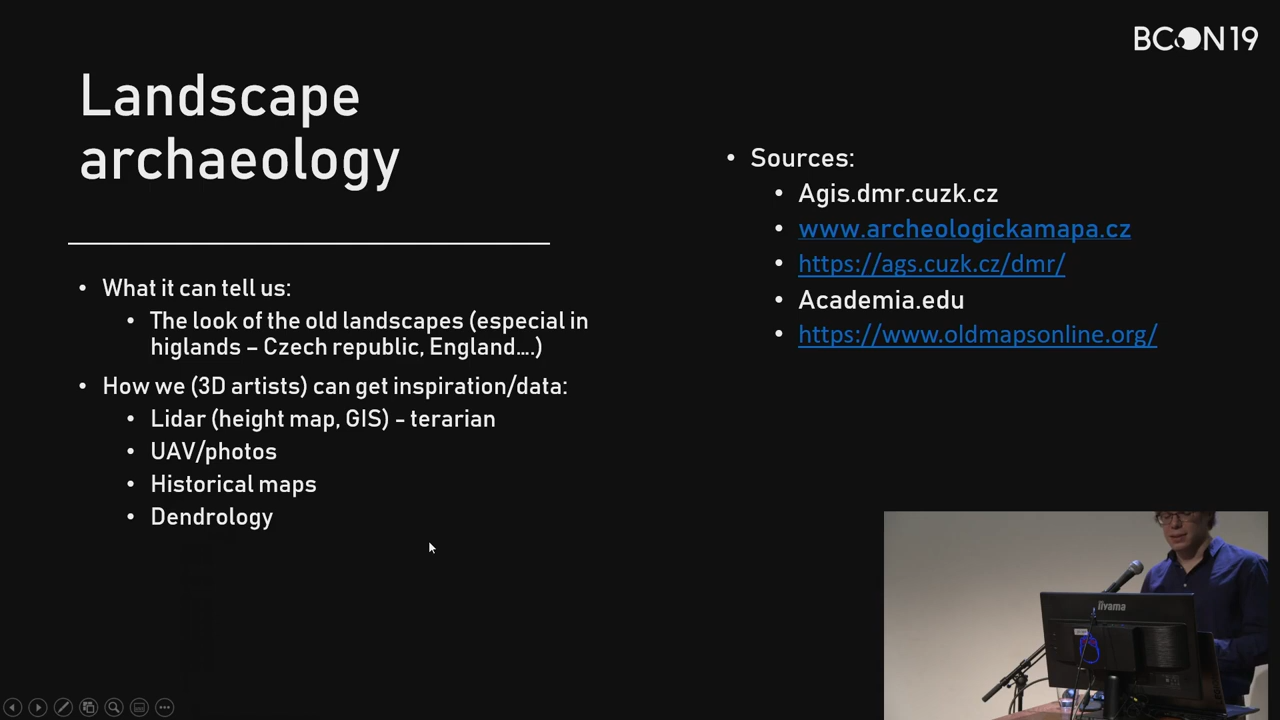 BCON19
Landscape
archaeology
• What it can tell us:
• The look of the old landscapes (especial in
higlands – Czech republic, England....)
• How we (3D artists) can get inspiration/data:
• Lidar (height map, GIS) - terarian
• UAV/photos
• Historical maps
• Dendrology
• Sources:
• Agis.dmr.cuzk.cz
• www.archeologickamapa.cz
• https://ags.cuzk.cz/dmr/
• Academia.edu
• https://www.oldmapsonline.org/
iiyama